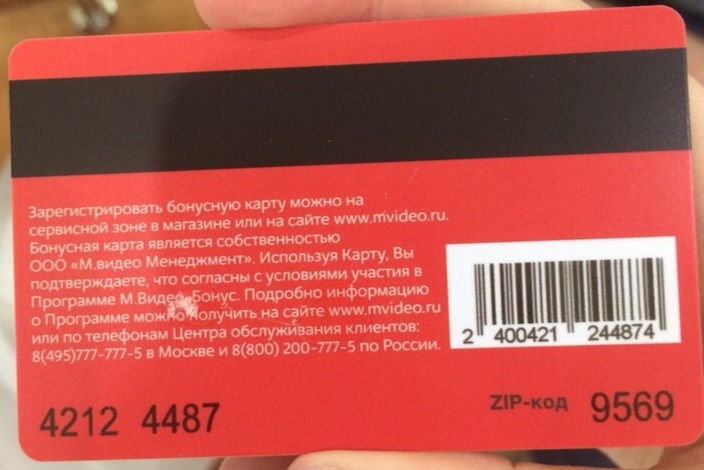 Зарегистрировать бонусную карту можно на
сервисной зоне в магазине или на сайте www.mvideo.ru.
Бонусная карта является собственностью
ООО «М.видео Менеджмент». Используя Карту, Вы
подтверждаете, что согласны с условиями участия в
Программе М.Видео-Бонус. Подробно информацию
о Программе можно получить на сайте www.mvideo.ru
или по телефонам Центра обслуживания клиентов:
8(495)777-777-5 в Москве и 8(800) 200-777-5 по России.
2 400421 244874
4212 4487
ZIP-код 9569